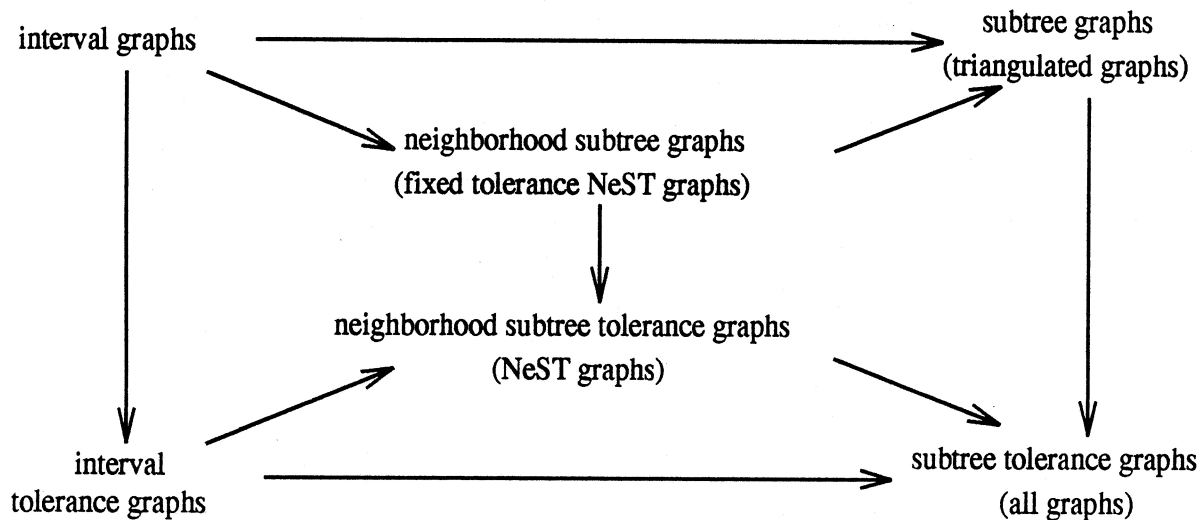 interval graphs
subtree graphs
(triangulated graphs)
neighborhood subtree graphs
(fixed tolerance NeST graphs)
neighborhood subtree tolerance graphs
(NeST graphs)
interval
tolerance graphs
subtree tolerance graphs
(all graphs)